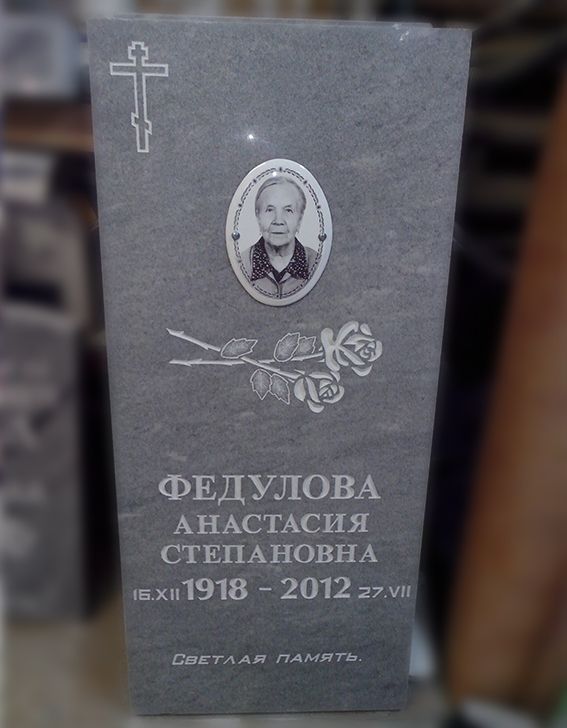 ФЕДУЛОВА
АНАСТАСИЯ
СТЕПАНОВНА
16.XII 1918 - 2012 27.VII
Светлая память.